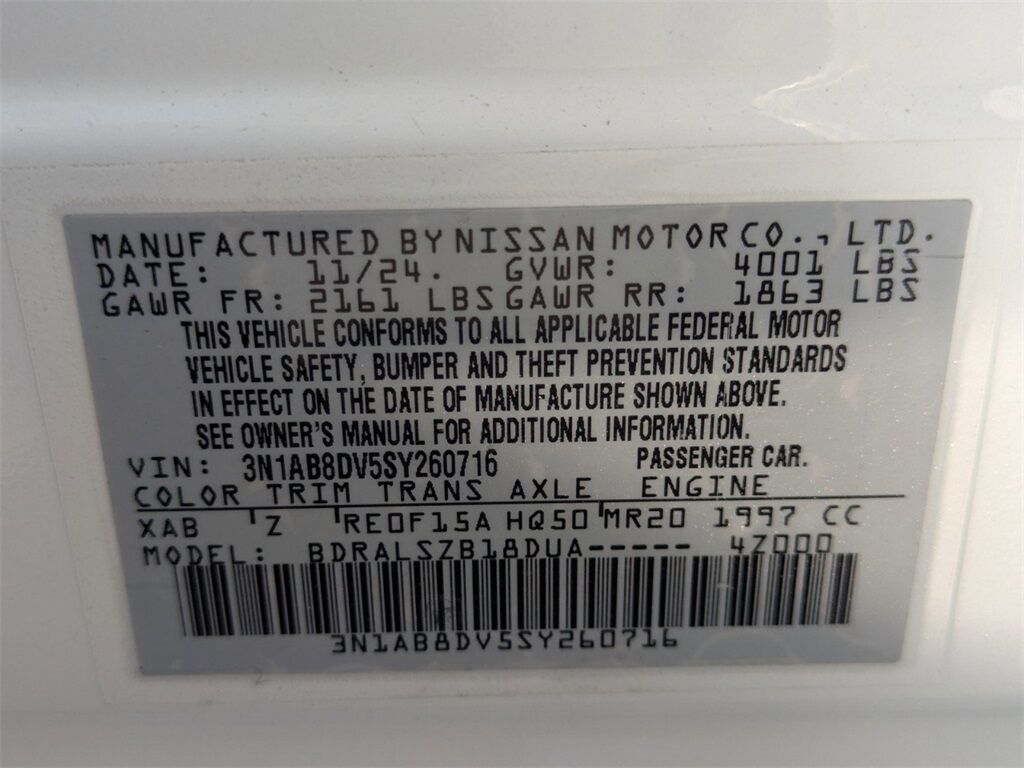 MANUFACTURED BY NISSAN MOTOR CO., LTD.
DATE: 11/24. GVWR: 4001 LBS
GAWR FR: 2161 LBS GAWR RR: 1863 LBS
THIS VEHICLE CONFORMS TO ALL APPLICABLE FEDERAL MOTOR
VEHICLE SAFETY, BUMPER AND THEFT PREVENTION STANDARDS
IN EFFECT ON THE DATE OF MANUFACTURE SHOWN ABOVE.
SEE OWNER'S MANUAL FOR ADDITIONAL INFORMATION.
VIN: 3N1AB8DV5SY260716 PASSENGER CAR.
COLOR TRIM TRANS AXLE ENGINE
XAB Z RE0F15A HQ50 MR20 1997 CC
MODEL: BDRALSZB18DUA----- 4Z000
3N1AB8DV5SY260716